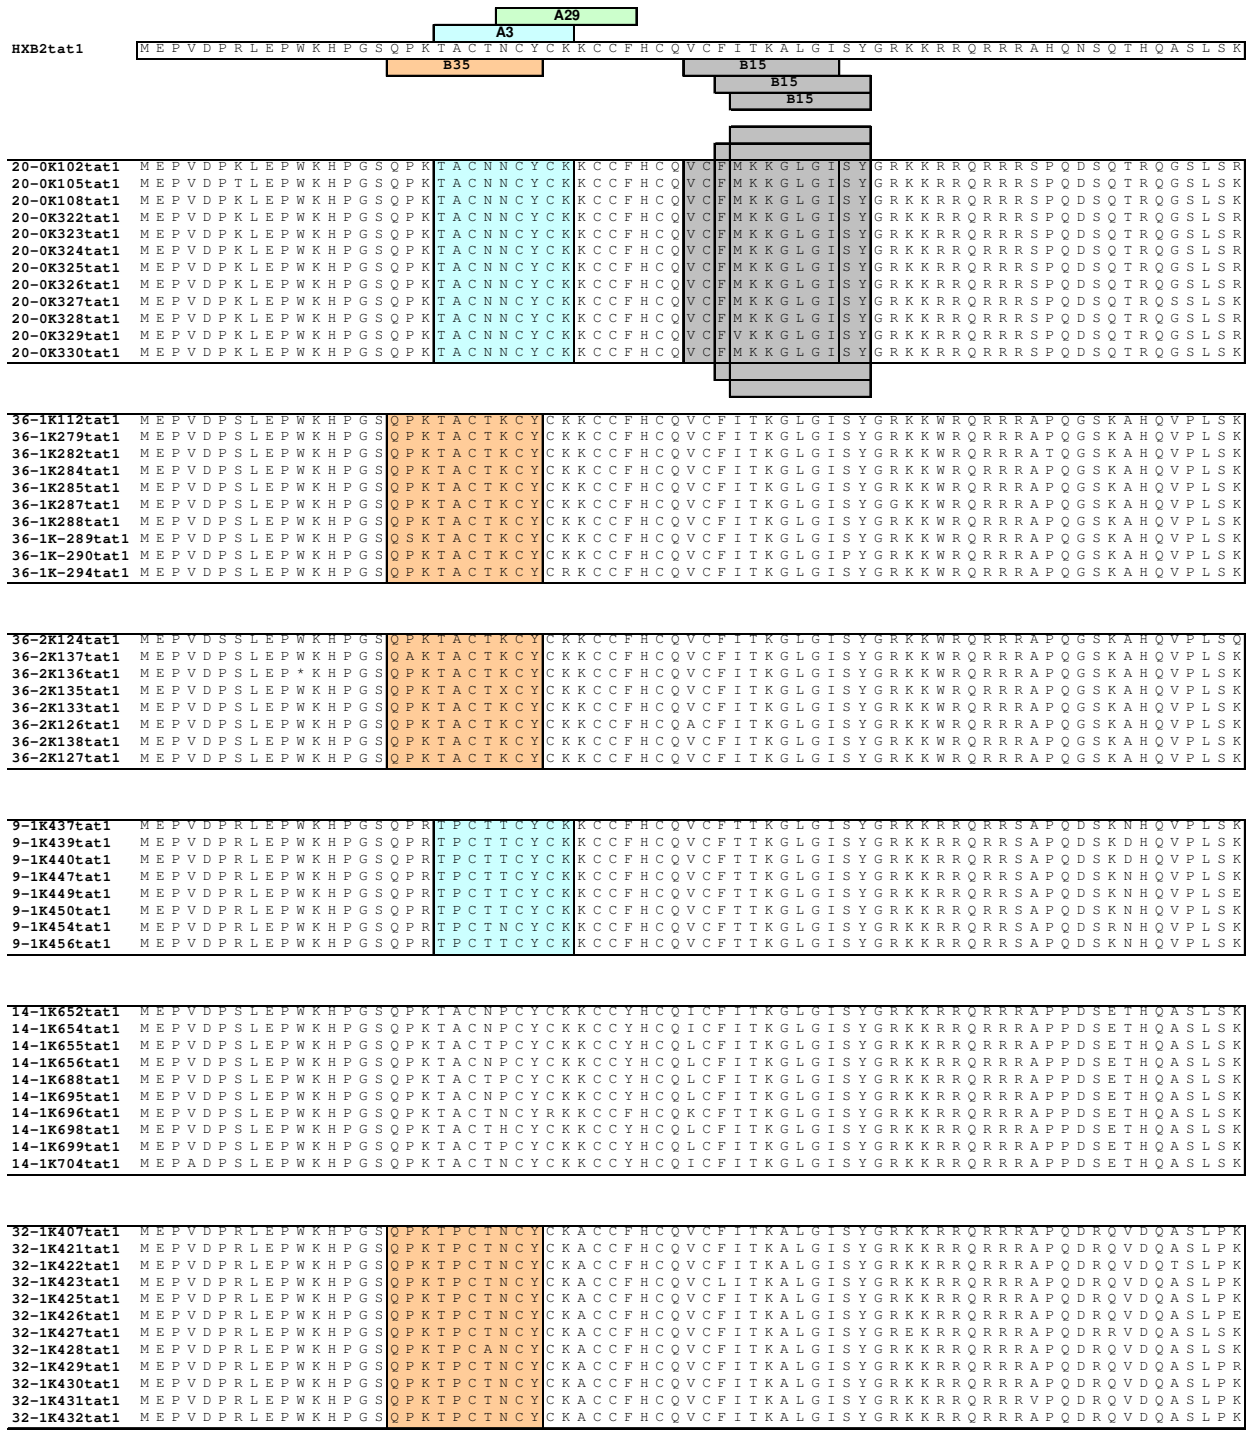 A29
A3
HXB2tat1 M E P V D P R L E P W K H P G S Q P K T A C T N C Y C K K C C F H C Q V C F I T K A L G I S Y G R K K R R Q R R R A H Q N S Q T H Q A S L S K
B35 B15
B15
B15
20-0K102tat1 M E P V D P K L E P W K H P G S Q P K T A C N N C Y C K K C C F H C Q V C F M K K G L G I S Y G R K K R R Q R R R S P Q D S Q T R Q G S L S R
20-0K105tat1 M E P V D P T L E P W K H P G S Q P K T A C N N C Y C K K C C F H C Q V C F M K K G L G I S Y G R K K R R Q R R R S P Q D S Q T R Q G S L S K
20-0K108tat1 M E P V D P K L E P W K H P G S Q P K T A C N N C Y C K K C C F H C Q V C F M K K G L G I S Y G R K K R R Q R R R S P Q D S Q T R Q G S L S K
20-0K322tat1 M E P V D P K L E P W K H P G S Q P K T A C N N C Y C K K C C F H C Q V C F M K K G L G I S Y G R K K R R Q R R R S P Q D S Q T R Q G S L S R
20-0K323tat1 M E P V D P K L E P W K H P G S Q P K T A C N N C Y C K K C C F H C Q V C F M K K G L G I S Y G R K K R R Q R R R S P Q D S Q T R Q G S L S R
20-0K324tat1 M E P V D P K L E P W K H P G S Q P K T A C N N C Y C K K C C F H C Q V C F M K K G L G I S Y G R K K R R Q R R R S P Q D S Q T R Q G S L S R
20-0K325tat1 M E P V D P K L E P W K H P G S Q P K T A C N N C Y C K K C C F H C Q V C F M K K G L G I S Y G R K K R R Q R R R S P Q D S Q T R Q G S L S R
20-0K326tat1 M E P V D P K L E P W K H P G S Q P K T A C N N C Y C K K C C F H C Q V C F M K K G L G I S Y G R K K R R Q R R R S P Q D S Q T R Q G S L S R
20-0K327tat1 M E P V D P K L E P W K H P G S Q P K T A C N N C Y C K K C C F H C Q V C F M K K G L G I S Y G R K K R R Q R R R S P Q D S Q T R Q S S L S K
20-0K328tat1 M E P V D P K L E P W K H P G S Q P K T A C N N C Y C K K C C F H C Q V C F M K K G L G I S Y G R K K R R Q R R R S P Q D S Q T R Q G S L S R
20-0K329tat1 M E P V D P K L E P W K H P G S Q P K T A C N N C Y C K K C C F H C Q V C F M K K G L G I S Y G R K K R R Q R R R S P Q D S Q T R Q G S L S R
20-0K330tat1 M E P V D P K L E P W K H P G S Q P K T A C N N C Y C K K C C F H C Q V C F M K K G L G I S Y G R K K R R Q R R R S P Q D S Q T R Q G S L S K
36-1K112tat1 M E P V D P S L E P W K H P G S Q P K T A C T K C Y C K K C C F H C Q V C F I T K G L G I S Y G R K K W R Q R R R A P Q G S K A H Q V P L S K
36-1K279tat1 M E P V D P S L E P W K H P G S Q P K T A C T K C Y C K K C C F H C Q V C F I T K G L G I S Y G R K K W R Q R R R A P Q G S K A H Q V P L S K
36-1K282tat1 M E P V D P S L E P W K H P G S Q P K T A C T K C Y C K K C C F H C Q V C F I T K G L G I S Y G R K K W R Q R R R A T Q G S K A H Q V P L S K
36-1K284tat1 M E P V D P S L E P W K H P G S Q P K T A C T K C Y C K K C C F H C Q V C F I T K G L G I S Y G R K K W R Q R R R A P Q G S K A H Q V P L S K
36-1K285tat1 M E P V D P S L E P W K H P G S Q P K T A C T K C Y C K K C C F H C Q V C F I T K G L G I S Y G R K K W R Q R R R A P Q G S K A H Q V P L S K
36-1K287tat1 M E P V D P S L E P W K H P G S Q P K T A C T K C Y C K K C C F H C Q V C F I T K G L G I S Y G G K K W R Q R R R A P Q G S K A H Q V P L S K
36-1K288tat1 M E P V D P S L E P W K H P G S Q P K T A C T K C Y C K K C C F H C Q V C F I T K G L G I S Y G R K K W R Q R R R A P Q G S K A H Q V P L S K
36-1K-289tat1 M E P V D P S L E P W K H P G S Q S K T A C T K C Y C K K C C F H C Q V C F I T K G L G I S Y G R K K W R Q R R R A P Q G S K A H Q V P L S K
36-1K-290tat1 M E P V D P S L E P W K H P G S Q P K T A C T K C Y C K K C C F H C Q V C F I T K G L G I P Y G R K K W R Q R R R A P Q G S K A H Q V P L S K
36-1K-294tat1 M E P V D P S L E P W K H P G S Q P K T A C T K C Y C R K C C F H C Q V C F I T K G L G I S Y G R K K W R Q R R R A P Q G S K A H Q V P L S K
36-2K124tat1 M E P V D S S L E P W K H P G S Q P K T A C T K C Y C K K C C F H C Q V C F I T K G L G I S Y G R K K W R Q R R R A P Q G S K A H Q V P L S Q
36-2K137tat1 M E P V D P S L E P W K H P G S Q A K T A C T K C Y C K K C C F H C Q V C F I T K G L G I S Y G R K K W R Q R R R A P Q G S K A H Q V P L S K
36-2K136tat1 M E P V D P S L E P * K H P G S Q P K T A C T K C Y C K K C C F H C Q V C F I T K G L G I S Y G R K K W R Q R R R A P Q G S K A H Q V P L S K
36-2K135tat1 M E P V D P S L E P W K H P G S Q P K T A C T K C Y C K K C C F H C Q V C F I T K G L G I S Y G R K K W R Q R R R A P Q G S K A H Q V P L S K
36-2K133tat1 M E P V D P S L E P W K H P G S Q P K T A C T K C Y C K K C C F H C Q V C F I T K G L G I S Y G R K K W R Q R R R A P Q G S K A H Q V P L S K
36-2K126tat1 M E P V D P S L E P W K H P G S Q P K T A C T K C Y C K K C C F H C Q A C F I T K G L G I S Y G R K K W R Q R R R A P Q G S K A H Q V P L S K
36-2K138tat1 M E P V D P S L E P W K H P G S Q P K T A C T K C Y C K K C C F H C Q V C F I T K G L G I S Y G R K K W R Q R R R A P Q G S K A H Q V P L S K
36-2K127tat1 M E P V D P S L E P W K H P G S Q P K T A C T K C Y C K K C C F H C Q V C F I T K G L G I S Y G R K K W R Q R R R A P Q G S K A H Q V P L S K
9-1K437tat1 M E P V D P R L E P W K H P G S Q P R T P C T T C Y C K K C C F H C Q V C F T T K G L G I S Y G R K K R R Q R R S A P Q D S K N H Q V P L S K
9-1K439tat1 M E P V D P R L E P W K H P G S Q P R T P C T T C Y C K K C C F H C Q V C F T T K G L G I S Y G R K K R R Q R R S A P Q D S K D H Q V P L S K
9-1K440tat1 M E P V D P R L E P W K H P G S Q P R T P C T T C Y C K K C C F H C Q V C F T T K G L G I S Y G R K K R R Q R R S A P Q D S K D H Q V P L S K
9-1K447tat1 M E P V D P R L E P W K H P G S Q P R T P C T T C Y C K K C C F H C Q V C F T T K G L G I S Y G R K K R R Q R R S A P Q D S K N H Q V P L S K
9-1K449tat1 M E P V D P R L E P W K H P G S Q P R T P C T T C Y C K K C C F H C Q V C F T T K G L G I S Y G R K K R R Q R R S A P Q D S K N H Q V P L S E
9-1K450tat1 M E P V D P R L E P W K H P G S Q P R T P C T T C Y C K K C C F H C Q V C F T T K G L G I S Y G R K K R R Q R R S A P Q D S K N H Q V P L S K
9-1K454tat1 M E P V D P R L E P W K H P G S Q P R T P C T N C Y C K K C C F H C Q V C F T T K G L G I S Y G R K K R R Q R R S A P Q D S R N H Q V P L S K
9-1K456tat1 M E P V D P R L E P W K H P G S Q P R T P C T T C Y C K K C C F H C Q V C F T T K G L G I S Y G R K K R R Q R R S A P Q D S K N H Q V P L S K
14-1K652tat1 M E P V D P S L E P W K H P G S Q P K T A C N P C Y C K K C C Y H C Q I C F I T K G L G I S Y G R K K R R Q R R R A P P D S E T H Q A S L S K
14-1K654tat1 M E P V D P S L E P W K H P G S Q P K T A C N P C Y C K K C C Y H C Q I C F I T K G L G I S Y G R K K R R Q R R R A P P D S E T H Q A S L S K
14-1K655tat1 M E P V D P S L E P W K H P G S Q P K T A C T P C Y C K K C C Y H C Q L C F I T K G L G I S Y G R K K R R Q R R R A P P D S E T H Q A S L S K
14-1K656tat1 M E P V D P S L E P W K H P G S Q P K T A C N P C Y C K K C C Y H C Q L C F I T K G L G I S Y G R K K R R Q R R R A P P D S E T H Q A S L S K
14-1K688tat1 M E P V D P S L E P W K H P G S Q P K T A C T P C Y C K K C C Y H C Q L C F I T K G L G I S Y G R K K R R Q R R R A P P D S E T H Q A S L S K
14-1K695tat1 M E P V D P S L E P W K H P G S Q P K T A C N P C Y C K K C C Y H C Q L C F I T K G L G I S Y G R K K R R Q R R R A P P D S E T H Q A S L S K
14-1K696tat1 M E P V D P S L E P W K H P G S Q P K T A C T N C Y R K K C C F H C Q K C F T T K G L G I S Y G R K K R R Q R R R A P P D S E T H Q A S L S K
14-1K698tat1 M E P V D P S L E P W K H P G S Q P K T A C T H C Y C K K C C Y H C Q L C F I T K G L G I S Y G R K K R R Q R R R A P P D S E T H Q A S L S K
14-1K699tat1 M E P V D P S L E P W K H P G S Q P K T A C T P C Y C K K C C Y H C Q L C F I T K G L G I S Y G R K K R R Q R R R A P P D S E T H Q A S L S K
14-1K704tat1 M E P A D P S L E P W K H P G S Q P K T A C T N C Y C K K C C Y H C Q I C F I T K G L G I S Y G R K K R R Q R R R A P P D S E T H Q A S L S K
32-1K407tat1 M E P V D P R L E P W K H P G S Q P K T P C T N C Y C K A C C F H C Q V C F I T K A L G I S Y G R K K R R Q R R R A P Q D R Q V D Q A S L P K
32-1K421tat1 M E P V D P R L E P W K H P G S Q P K T P C T N C Y C K A C C F H C Q V C F I T K A L G I S Y G R K K R R Q R R R A P Q D R Q V D Q A S L P K
32-1K422tat1 M E P V D P R L E P W K H P G S Q P K T P C T N C Y C K A C C F H C Q V C F I T K A L G I S Y G R K K R R Q R R R A P Q D R Q V D Q T S L P K
32-1K423tat1 M E P V D P R L E P W K H P G S Q P K T P C T N C Y C K A C C F H C Q V C L I T K A L G I S Y G R K K R R Q R R R A P Q D R Q V D Q A S L P K
32-1K425tat1 M E P V D P R L E P W K H P G S Q P K T P C T N C Y C K A C C F H C Q V C F I T K A L G I S Y G R K K R R Q R R R A P Q D R Q V D Q A S L P K
32-1K426tat1 M E P V D P R L E P W K H P G S Q P K T P C T N C Y C K A C C F H C Q V C F I T K A L G I S Y G R K K R R Q R R R A P Q D R Q V D Q A S L P E
32-1K427tat1 M E P V D P R L E P W K H P G S Q P K T P C T N C Y C K A C C F H C Q V C F I T K A L G I S Y G R E K R R Q R R R A P Q D R R V D Q A S L S K
32-1K428tat1 M E P V D P R L E P W K H P G S Q P K T P C A N C Y C K A C C F H C Q V C F I T K A L G I S Y G R K K R R Q R R R A P Q D R Q V D Q A S L S K
32-1K429tat1 M E P V D P R L E P W K H P G S Q P K T P C T N C Y C K A C C F H C Q V C F I T K A L G I S Y G R K K R R Q R R R A P Q D R Q V D Q A S L P R
32-1K430tat1 M E P V D P R L E P W K H P G S Q P K T P C T N C Y C K A C C F H C Q V C F I T K A L G I S Y G R K K R R Q R R R A P Q D R Q V D Q A S L P K
32-1K431tat1 M E P V D P R L E P W K H P G S Q P K T P C T N C Y C K A C C F H C Q V C F I T K A L G I S Y G R K K R R Q R R R V P Q D R Q V D Q A S L P K
32-1K432tat1 M E P V D P R L E P W K H P G S Q P K T P C T N C Y C K A C C F H C Q V C F I T K A L G I S Y G R K K R R Q R R R A P Q D R Q V D Q A S L P K